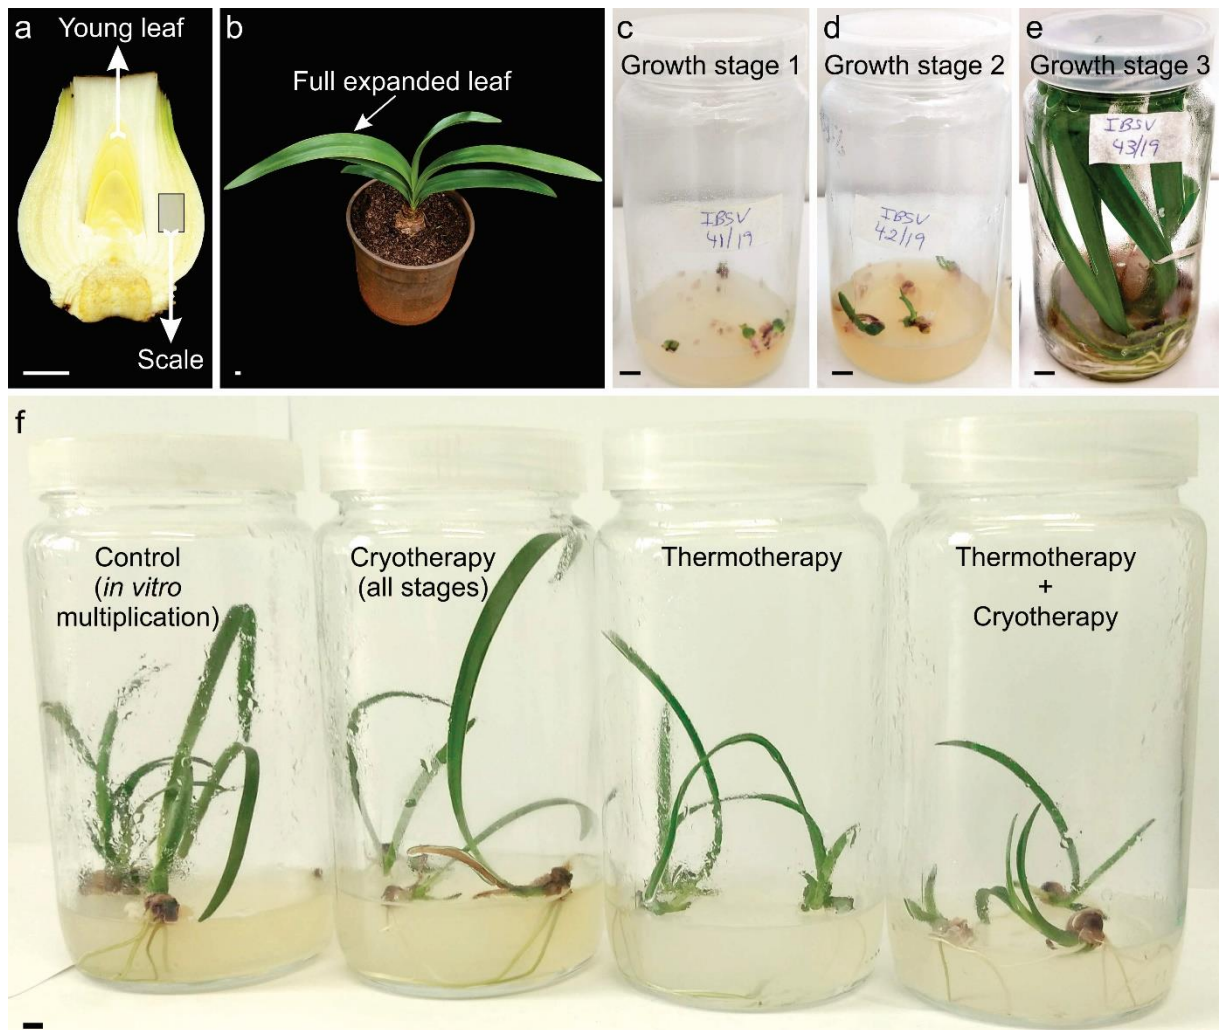 a
Young leaf
Scale
b
Full expanded leaf
c
Growth stage 1
IBSV
41/19
d
Growth stage 2
IBSV
42/19
e
Growth stage 3
IBSV
43/19
f
Control
(in vitro
multiplication)
Cryotherapy
(all stages)
Thermotherapy
Thermotherapy
+
Cryotherapy